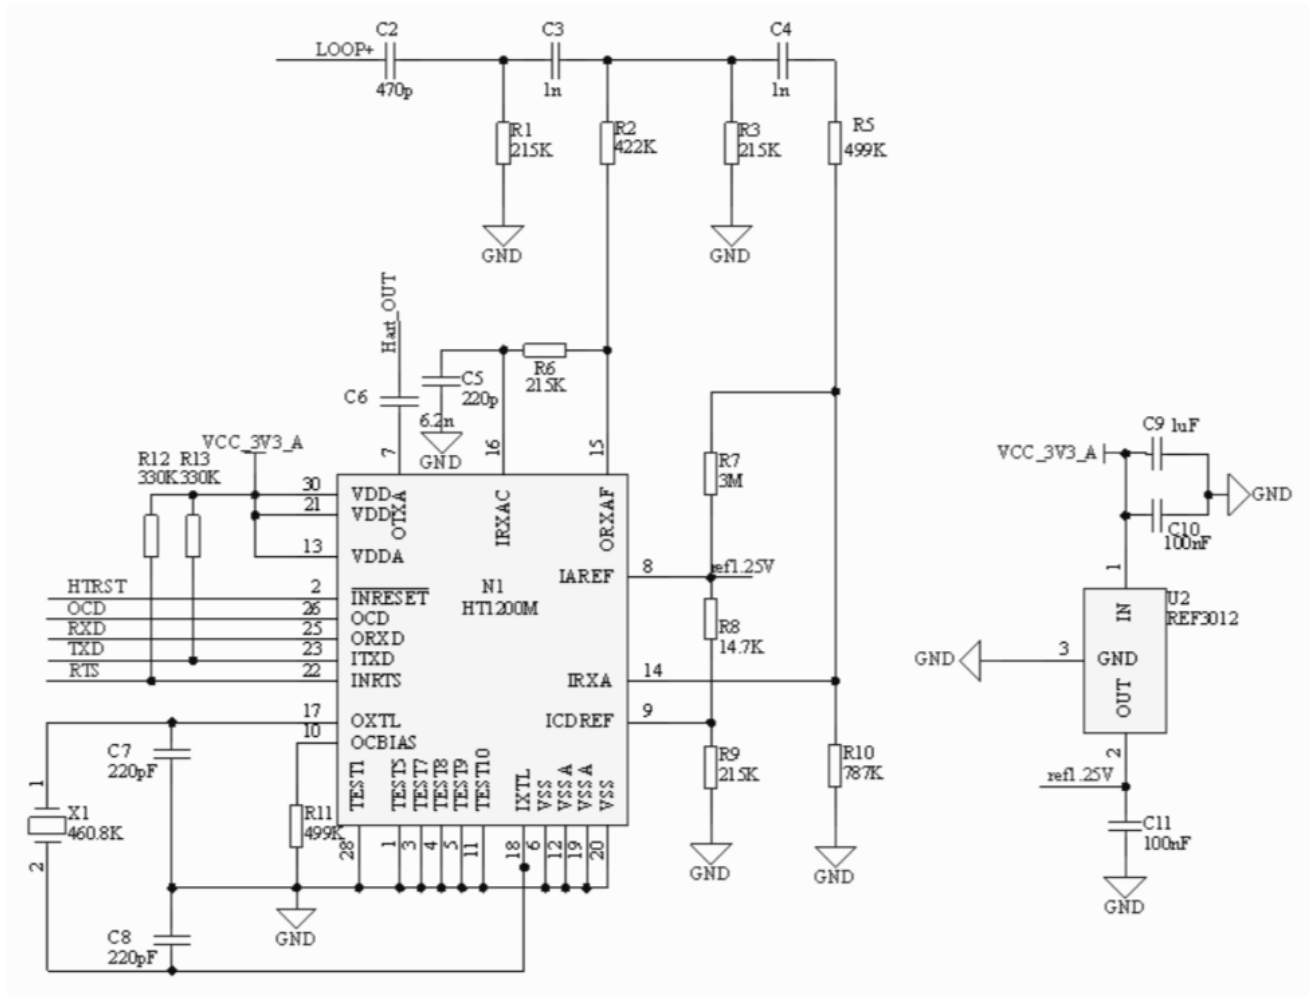 C2
C3
C4
LOOP+
470p
1n
1n
R1
215K
R2
422K
R3
215K
R5
499K
GND
GND
Hart_OUT
C6
6.2n
C5
220p
R6
215K
GND
VCC_3V3_A
R12
330K
R13
330K
7
16
15
30
VDD
21
VDD
13
VDDA
OTXA
IRXAC
ORXAF
N1
HT1200M
HTRST
2
INRESET
OCD
26
OCD
RXD
25
ORXD
TXD
23
ITXD
RTS
22
INRTS
17
OXTL
10
OCBIAS
IAREF
8
ref1.25V
IRXA
14
ICDREF
9
R7
3M
R8
14.7K
R9
215K
R10
787K
GND
GND
C7
220pF
1
X1
460.8K
2
C8
220pF
R11
499K
GND
TEST1
TEST5
TEST7
TEST8
TEST9
TEST10
IXTL
VSS
VSSA
VSSA
VSS
28
1
3
4
5
11
18
6
12
19
20
C9 1uF
VCC_3V3_A
GND
C10
100nF
1
U2
REF3012
IN
GND
3
GND
OUT
2
ref1.25V
C11
100nF
GND